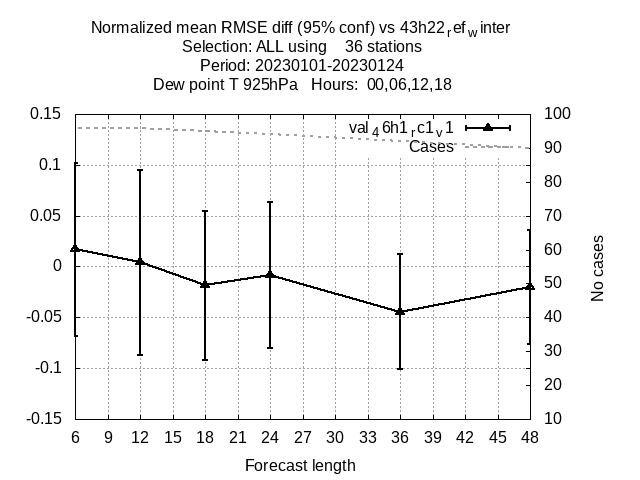 Normalized mean RMSE diff (95% conf) vs 43h22refwinter
Selection: ALL using 36 stations
Period: 20230101-20230124
Dew point T 925hPa Hours: 00,06,12,18
0.15
0.1
0.05
0
-0.05
-0.1
-0.15
val46h1rc1v1
Cases
100
90
80
70
60
50
40
30
20
10
No cases
6 9 12 15 18 21 24 27 30 33 36 39 42 45 48
Forecast length